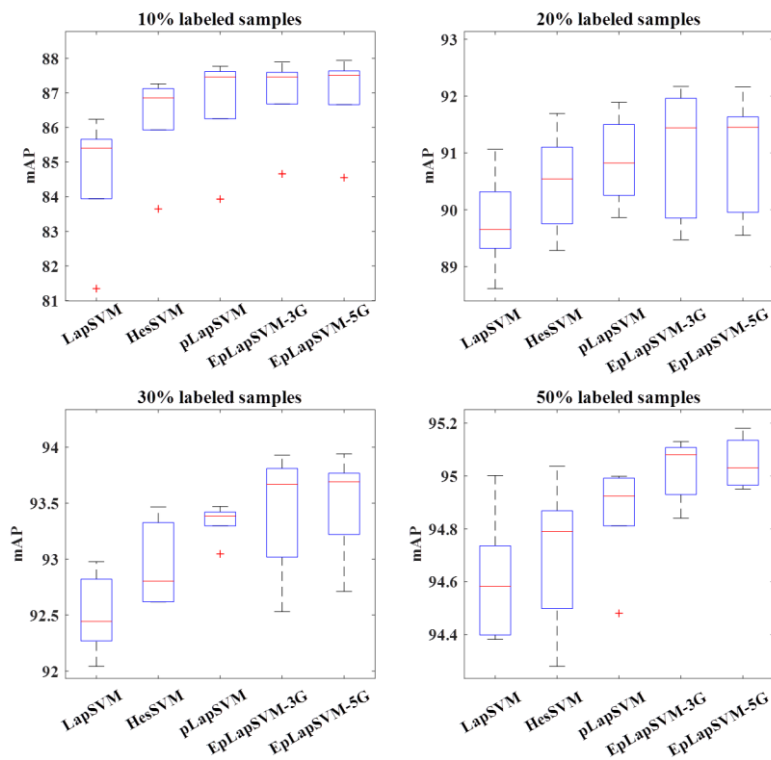 10% labeled samples
88
87
86
85
84
83
82
81
mAP
LapSVM
HesSVM
pLapSVM
EpLapSVM-3G
EpLapSVM-5G
20% labeled samples
93
92
91
90
89
mAP
LapSVM
HesSVM
pLapSVM
EpLapSVM-3G
EpLapSVM-5G
30% labeled samples
94
93.5
93
92.5
92
mAP
LapSVM
HesSVM
pLapSVM
EpLapSVM-3G
EpLapSVM-5G
50% labeled samples
95.2
95
94.8
94.6
94.4
mAP
LapSVM
HesSVM
pLapSVM
EpLapSVM-3G
EpLapSVM-5G